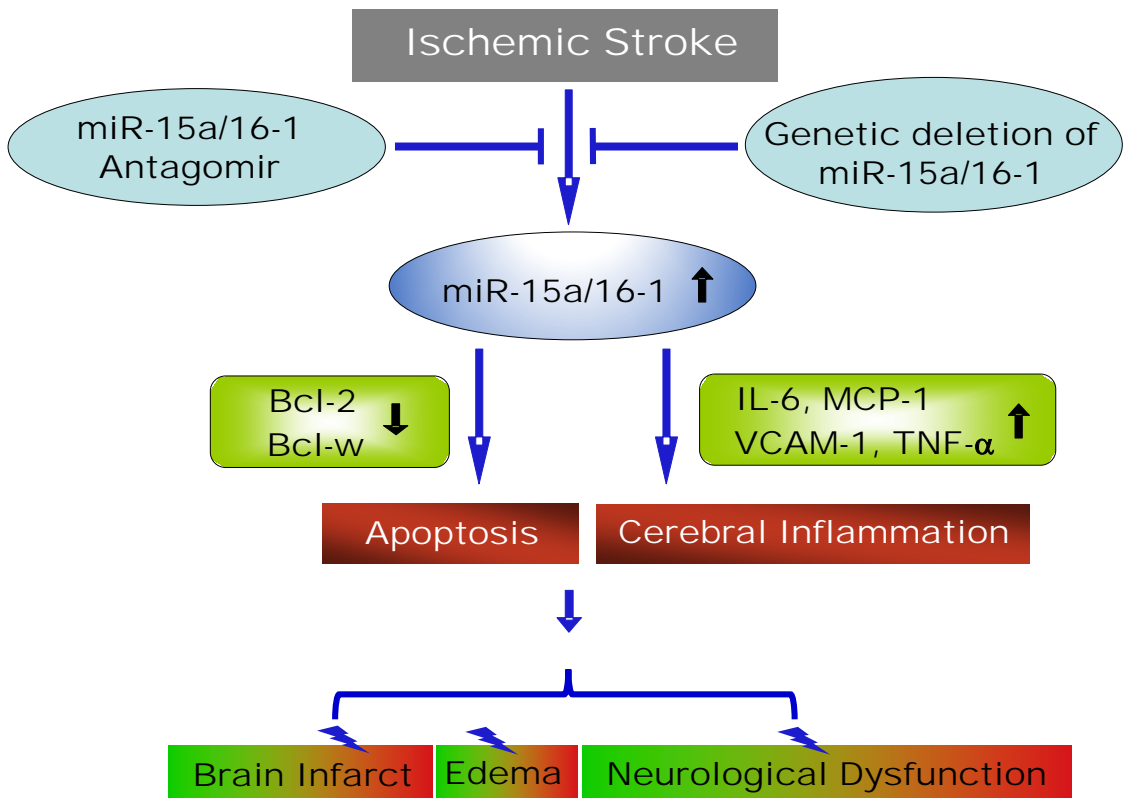 Ischemic Stroke
miR-15a/16-1
Antagomir
Genetic deletion of
miR-15a/16-1
miR-15a/16-1
Bcl-2
Bcl-w
IL-6, MCP-1
VCAM-1, TNF-α
Apoptosis
Cerebral Inflammation
Brain Infarct
Edema
Neurological Dysfunction